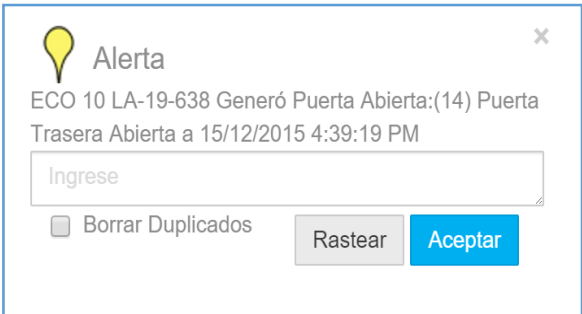 Alerta
×
ECO 10 LA-19-638 Generó Puerta Abierta:(14) Puerta
Trasera Abierta a 15/12/2015 4:39:19 PM
Ingrese
Borrar Duplicados
Rastear
Aceptar